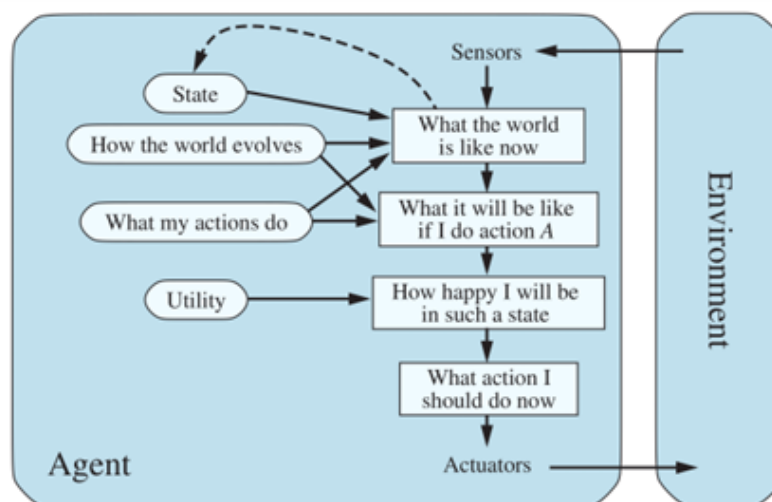 Sensors
State
What the world
is like now
How the world evolves
What my actions do
What it will be like
if I do action A
Utility
How happy I will be
in such a state
What action I
should do now
Agent
Actuators
Environment